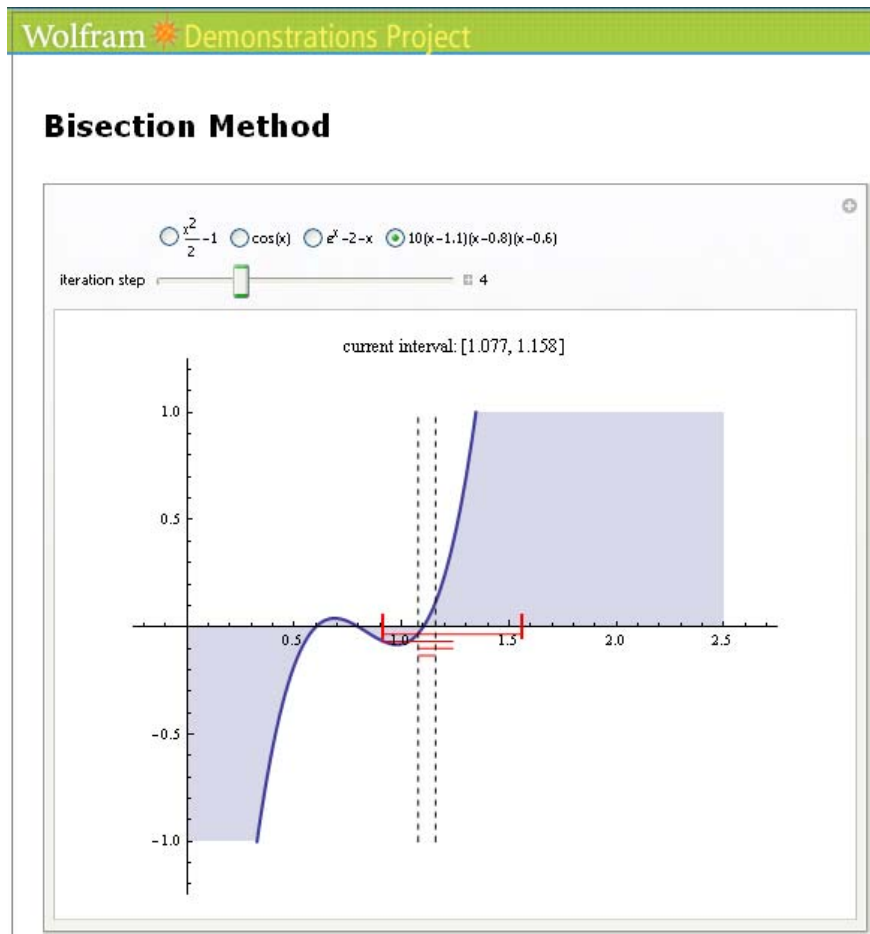 Wolfram Demonstrations Project
Bisection Method
x²/2 -1 cos(x) eˣ-2-x 10(x-1.1)(x-0.8)(x-0.6)
iteration step 4
current interval: [1.077, 1.158]
1.0
0.5
0.5 1.0 1.5 2.0 2.5
-0.5
-1.0